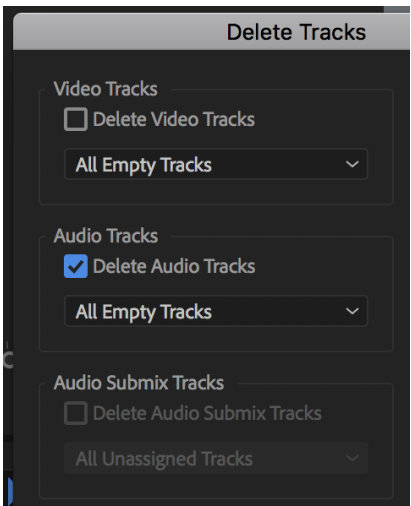 Delete Tracks
Video Tracks
Delete Video Tracks
All Empty Tracks
Audio Tracks
Delete Audio Tracks
All Empty Tracks
Audio Submix Tracks
Delete Audio Submix Tracks
All Unassigned Tracks